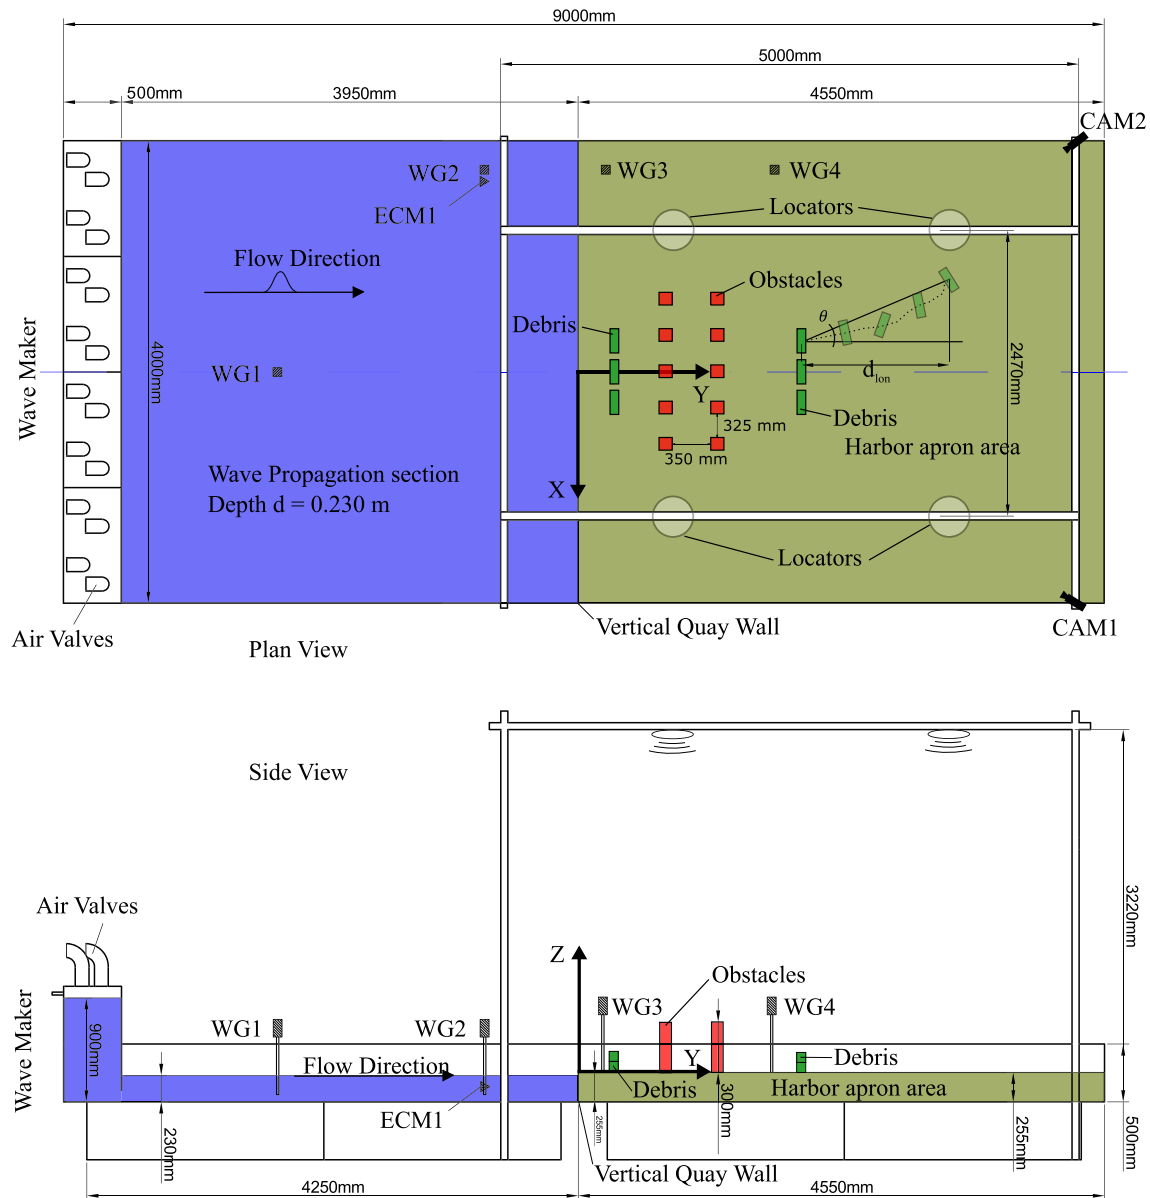 9000mm
5000mm
500mm
3950mm
4550mm
CAM2
WG2
WG3
WG4
ECM1
Locators
Flow Direction
Obstacles
Debris
θ
Wave Maker
4000mm
WG1
Y
d lon
2470mm
325 mm
Debris
350 mm
Harbor apron area
Wave Propagation section
Depth d = 0.230 m
X
Locators
Air Valves
Plan View
Vertical Quay Wall
CAM1
Side View
3220mm
Air Valves
Z
Obstacles
Wave Maker
900mm
WG1
WG2
WG3
WG4
Flow Direction
Y
Debris
Debris
Harbor apron area
ECM1
230mm
255mm
300mm
255mm
500mm
Vertical Quay Wall
4250mm
4550mm